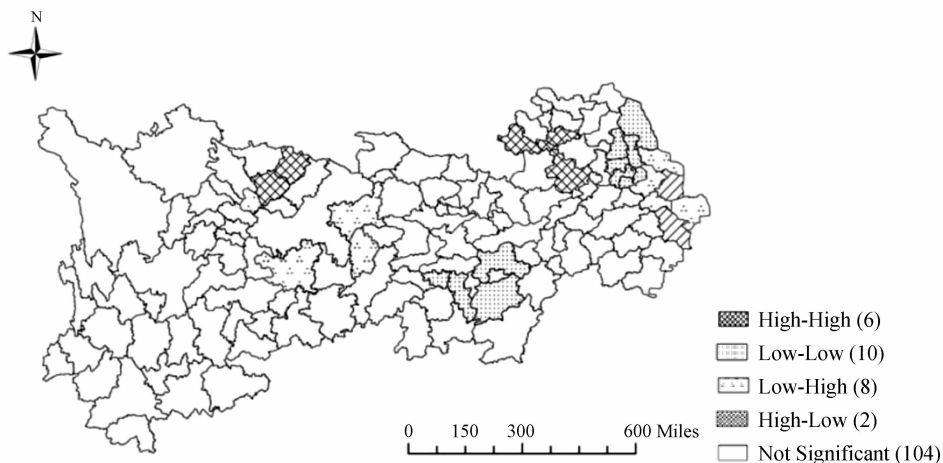 N
High-High (6)
Low-Low (10)
Low-High (8)
High-Low (2)
Not Significant (104)
0 150 300 600 Miles